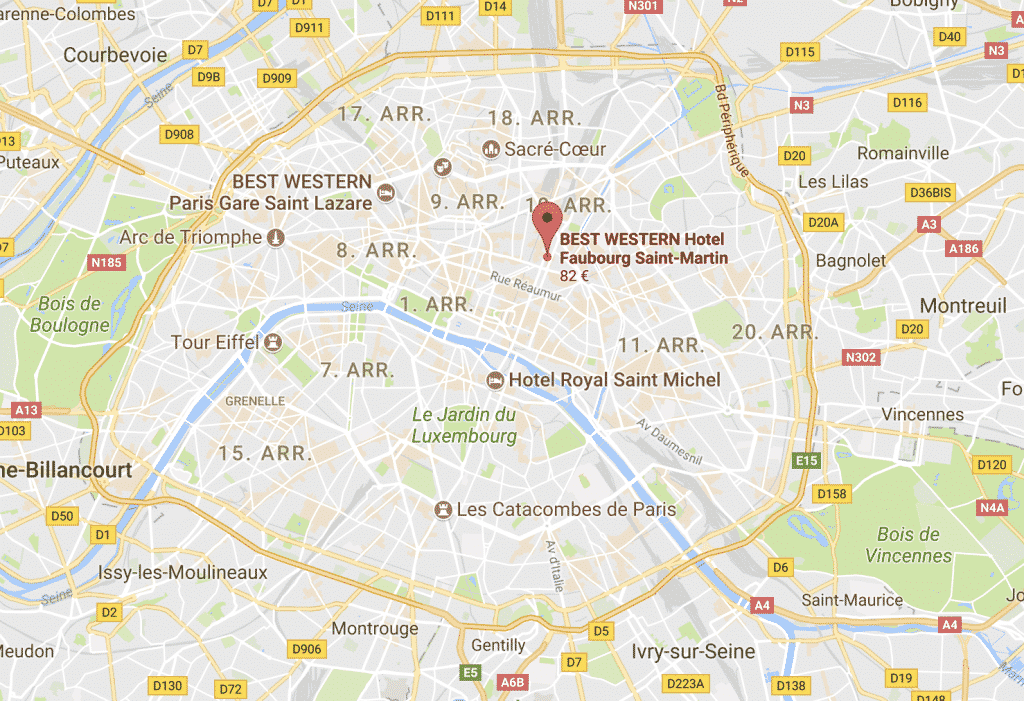 arenne-Colombes
D7
D1
D111
D14
N301
N2
Bobigny
D911
Courbevoie
D7
D9B
D909
D115
D40
N3
Seine
Bd Périphérique
N3
D116
17. ARR.
18. ARR.
D908
Puteaux
Sacré-Cœur
D20
Romainville
BEST WESTERN
Paris Gare Saint Lazare
9. ARR.
10. ARR.
Les Lilas
D36BIS
D20A
A3
A186
Arc de Triomphe
8. ARR.
BEST WESTERN Hotel
Faubourg Saint-Martin
82 €
N185
Bagnolet
Rue Réaumur
Bois de
Boulogne
Seine
1. ARR.
Montreuil
Tour Eiffel
11. ARR.
20. ARR.
D20
N302
7. ARR.
Hotel Royal Saint Michel
GRENELLE
A13
D103
Le Jardin du
Luxembourg
Vincennes
Av Daumesnil
15. ARR.
E15
D120
ne-Billancourt
D158
N4A
D50
Les Catacombes de Paris
D1
Bois de
Vincennes
Av d'Italie
Issy-les-Moulineaux
D6
Seine
D2
A4
Saint-Maurice
A4
Montrouge
D5
Meudon
D906
Gentilly
Ivry-sur-Seine
E5
D7
A6B
D130
D72
D223A
D138
D19
D148